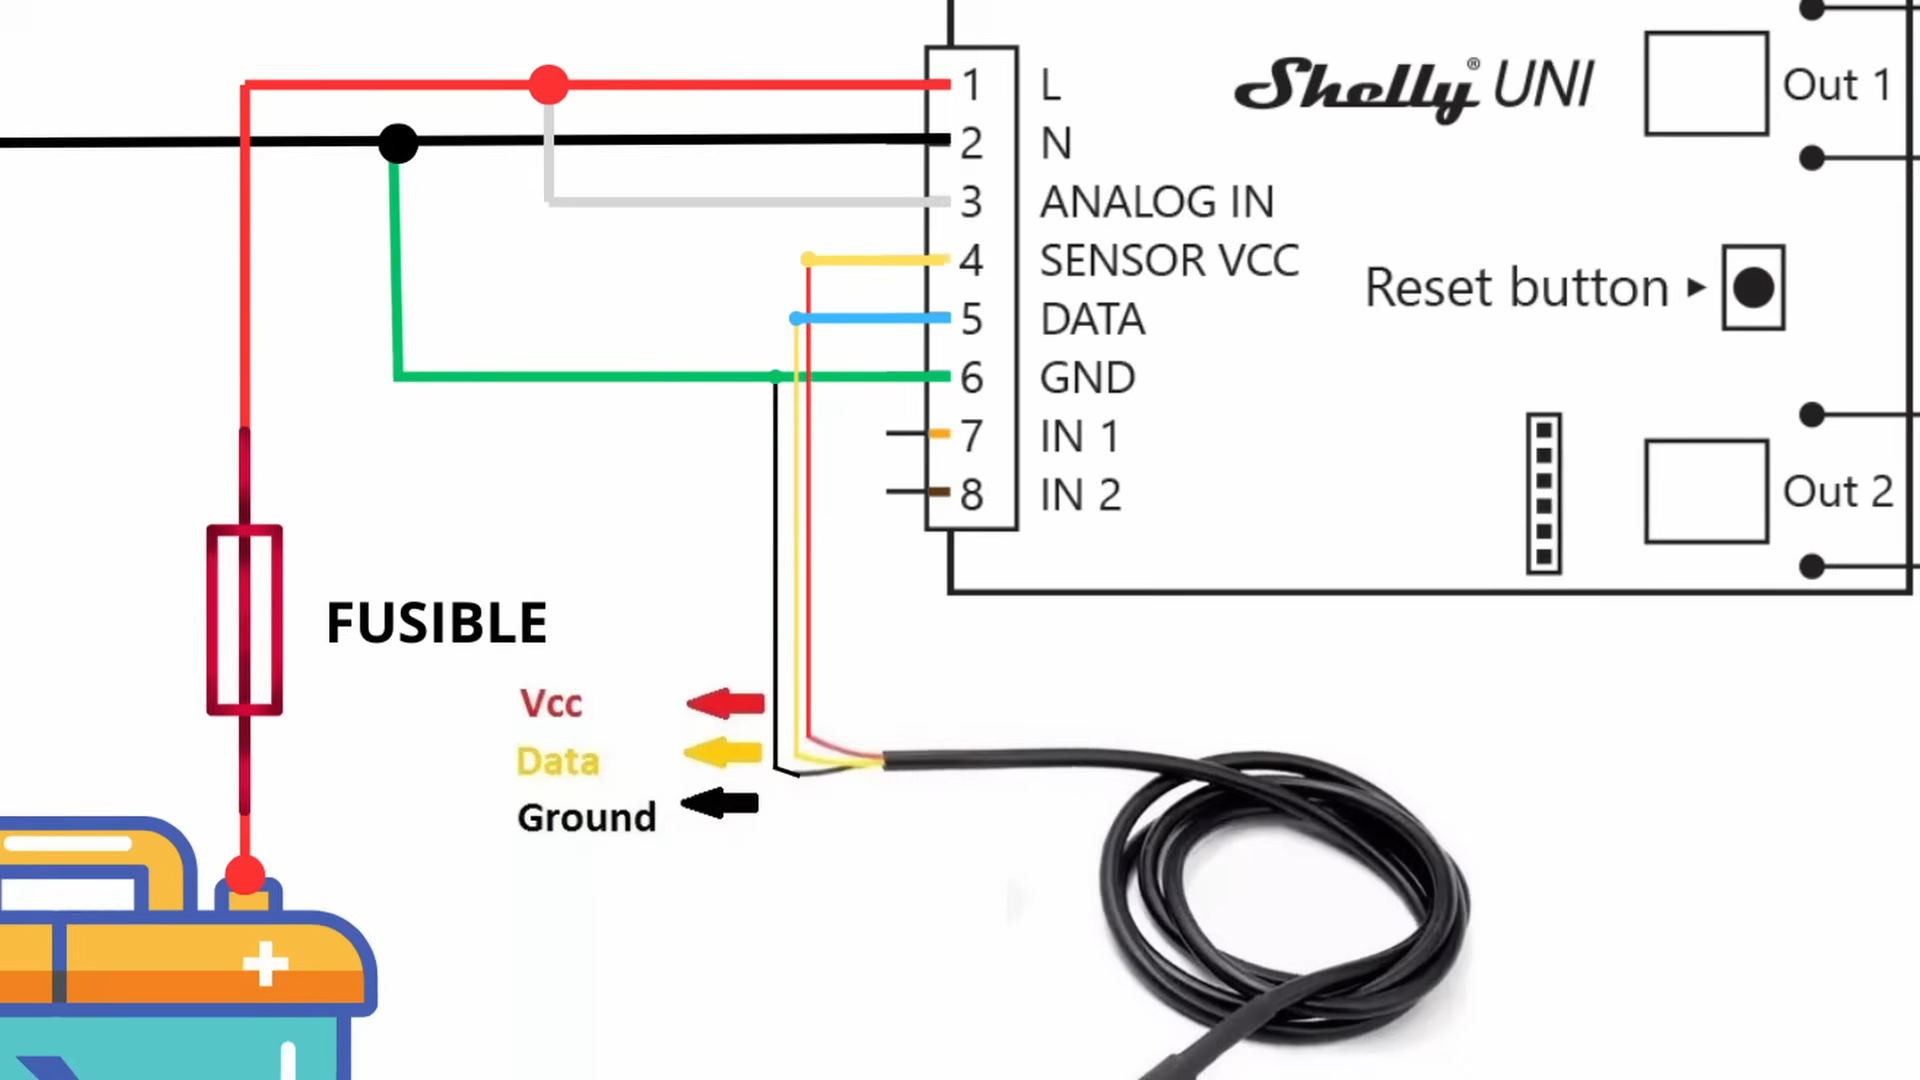 Shelly® UNI
1 L
2 N
3 ANALOG IN
4 SENSOR VCC
5 DATA
6 GND
7 IN 1
8 IN 2
Out 1
Reset button ▸
Out 2
FUSIBLE
Vcc
Data
Ground
+